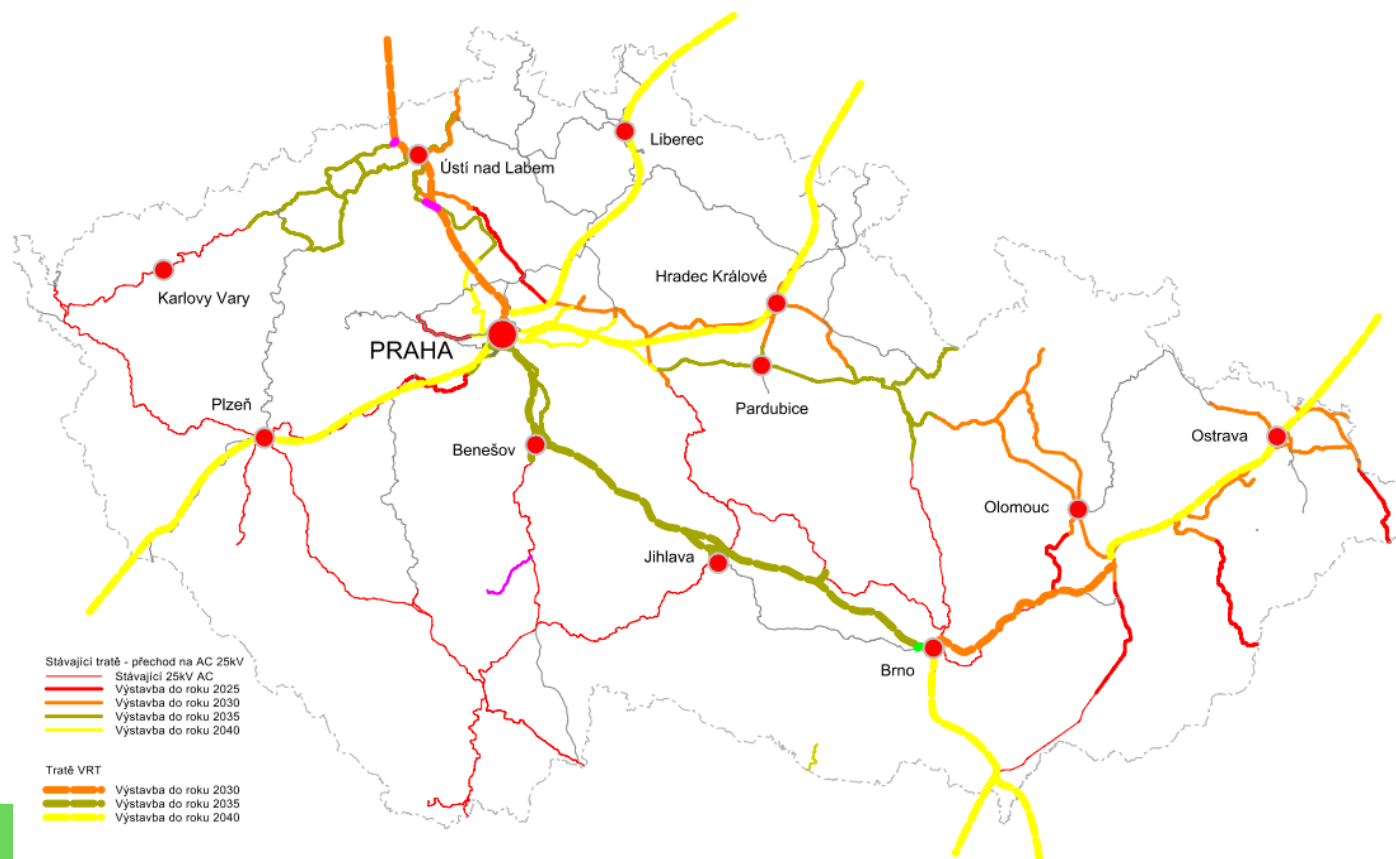 Liberec
Ústí nad Labem
Karlovy Vary
Hradec Králové
PRAHA
Plzeň
Pardubice
Benešov
Ostrava
Olomouc
Jihlava
Brno
Stávající tratě - přechod na AC 25kV
Stávající 25kV AC
Výstavba do roku 2025
Výstavba do roku 2030
Výstavba do roku 2035
Výstavba do roku 2040
Tratě VRT
Výstavba do roku 2030
Výstavba do roku 2035
Výstavba do roku 2040